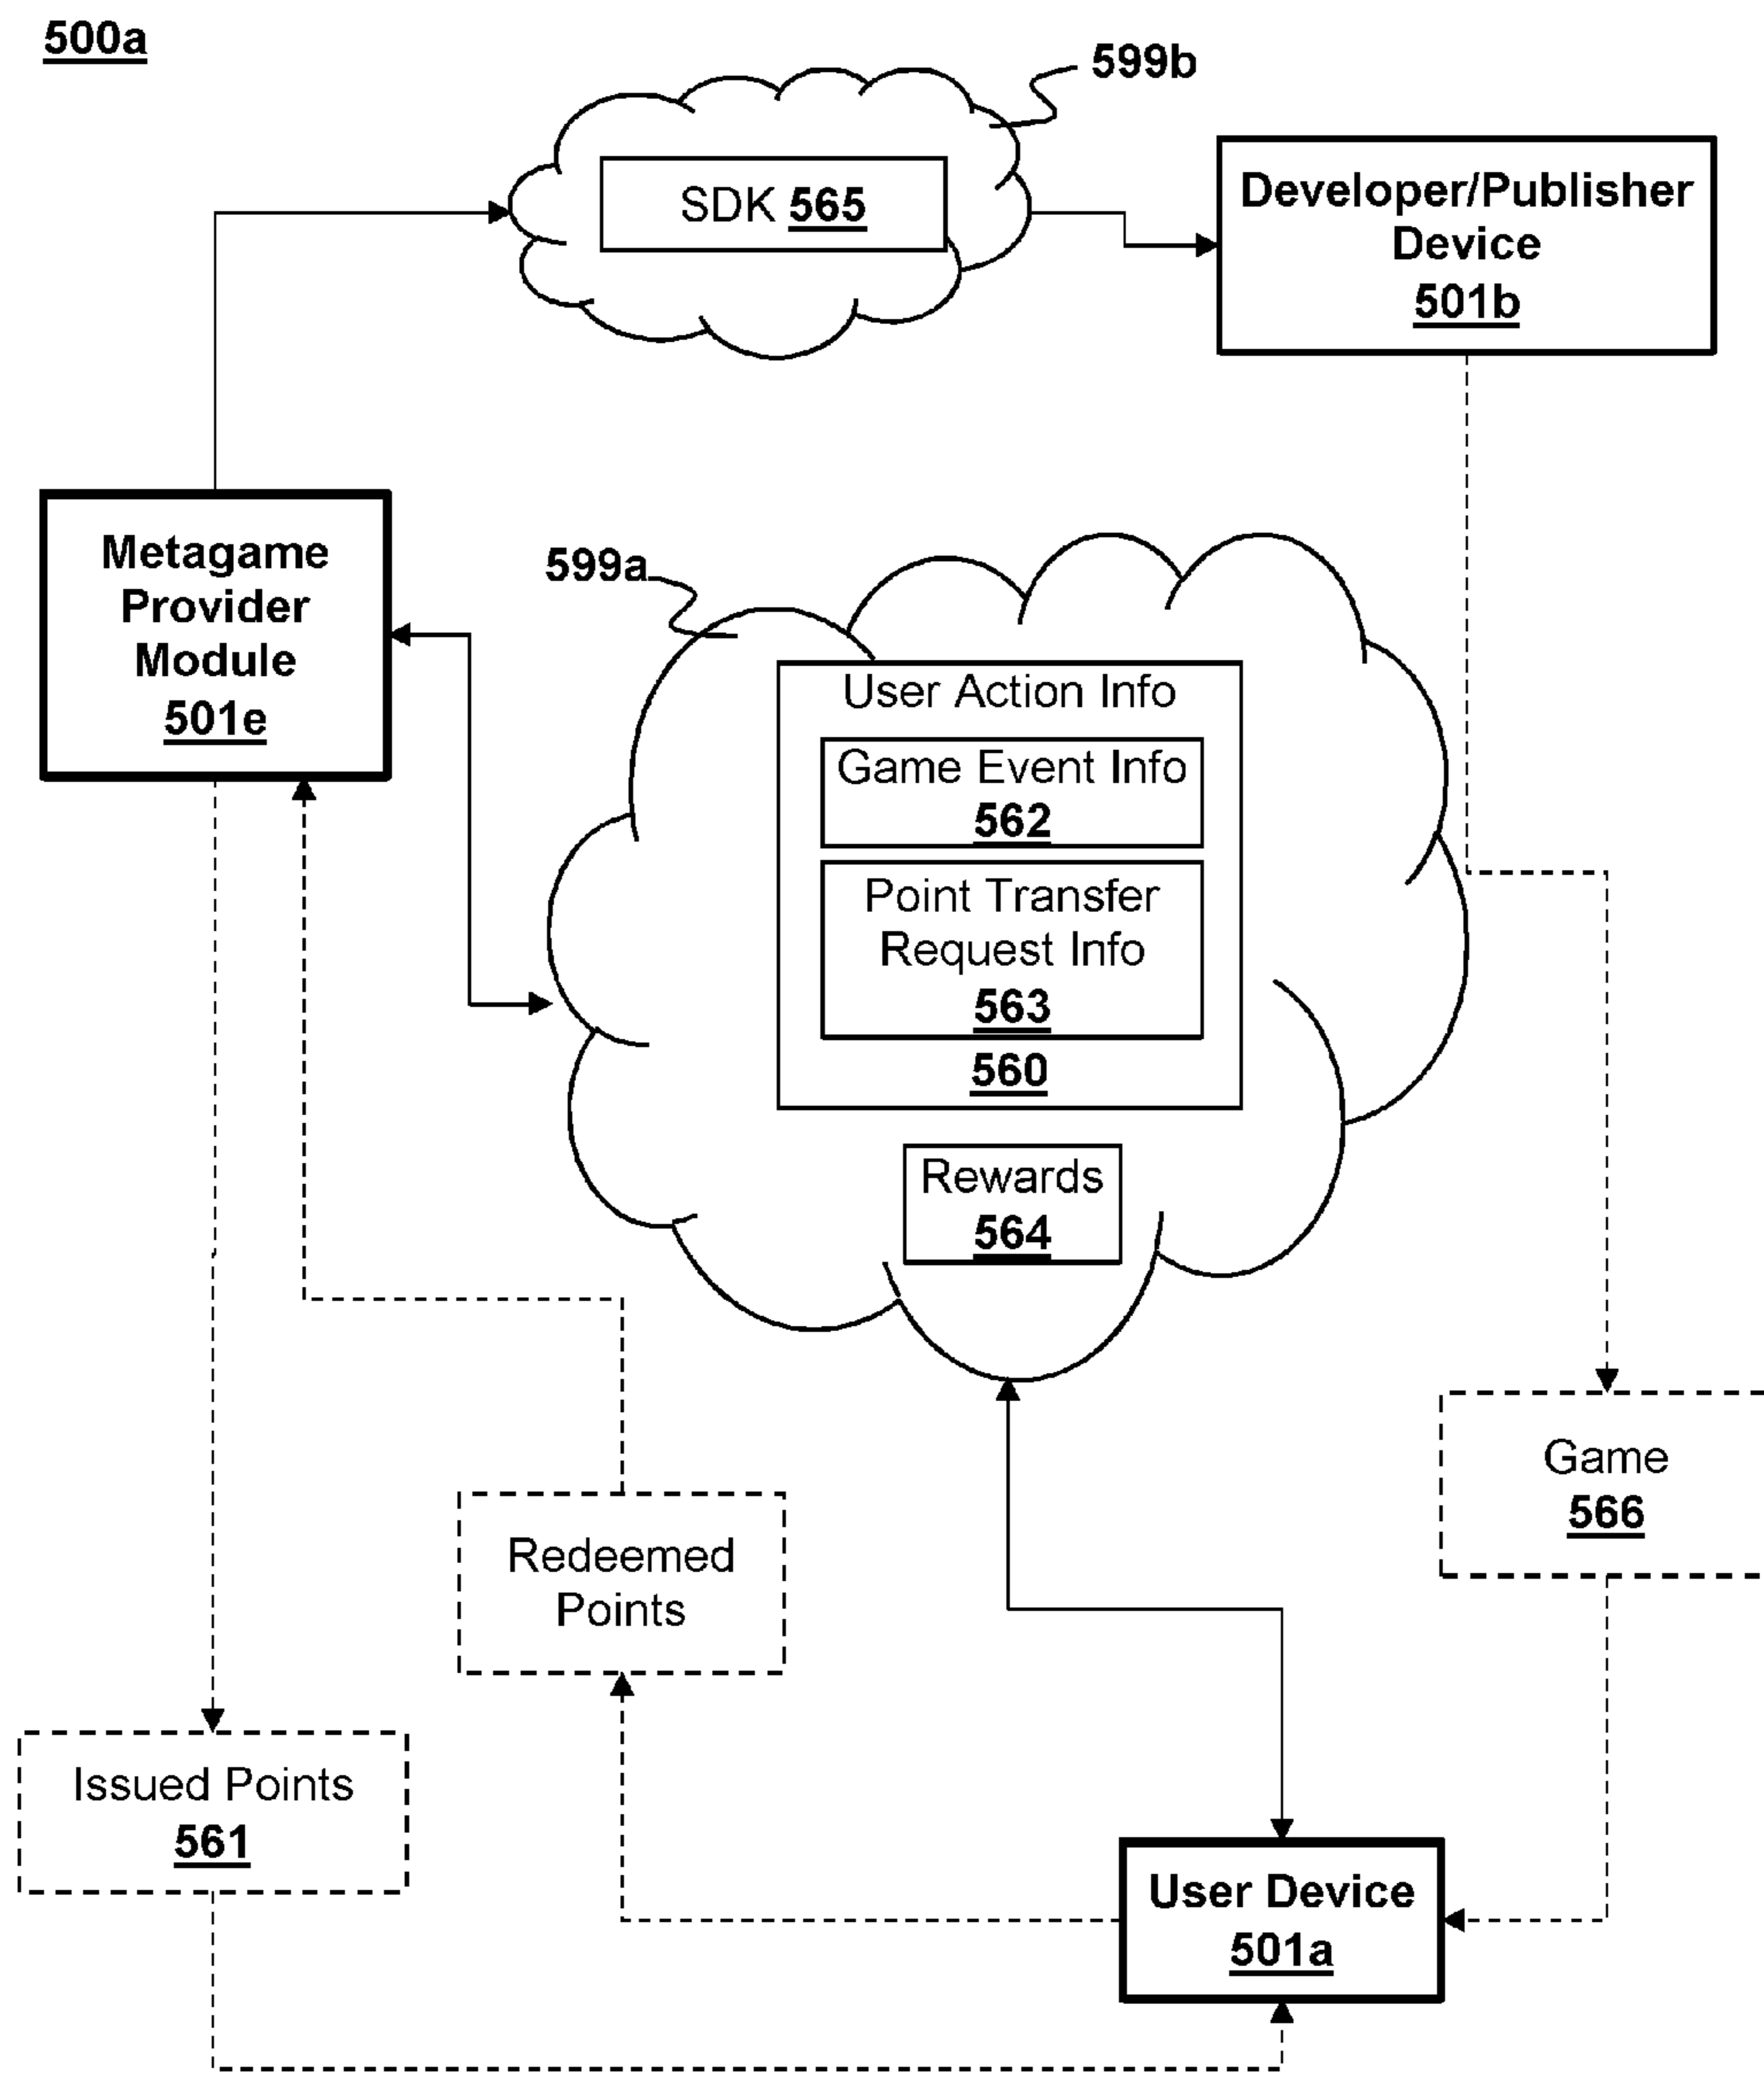 500a
599b
SDK 565
Developer/Publisher
Device
501b
Metagame
Provider
Module
501e
599a
User Action Info
Game Event Info
562
Point Transfer
Request Info
563
560
Rewards
564
Game
566
Redeemed
Points
Issued Points
561
User Device
501a